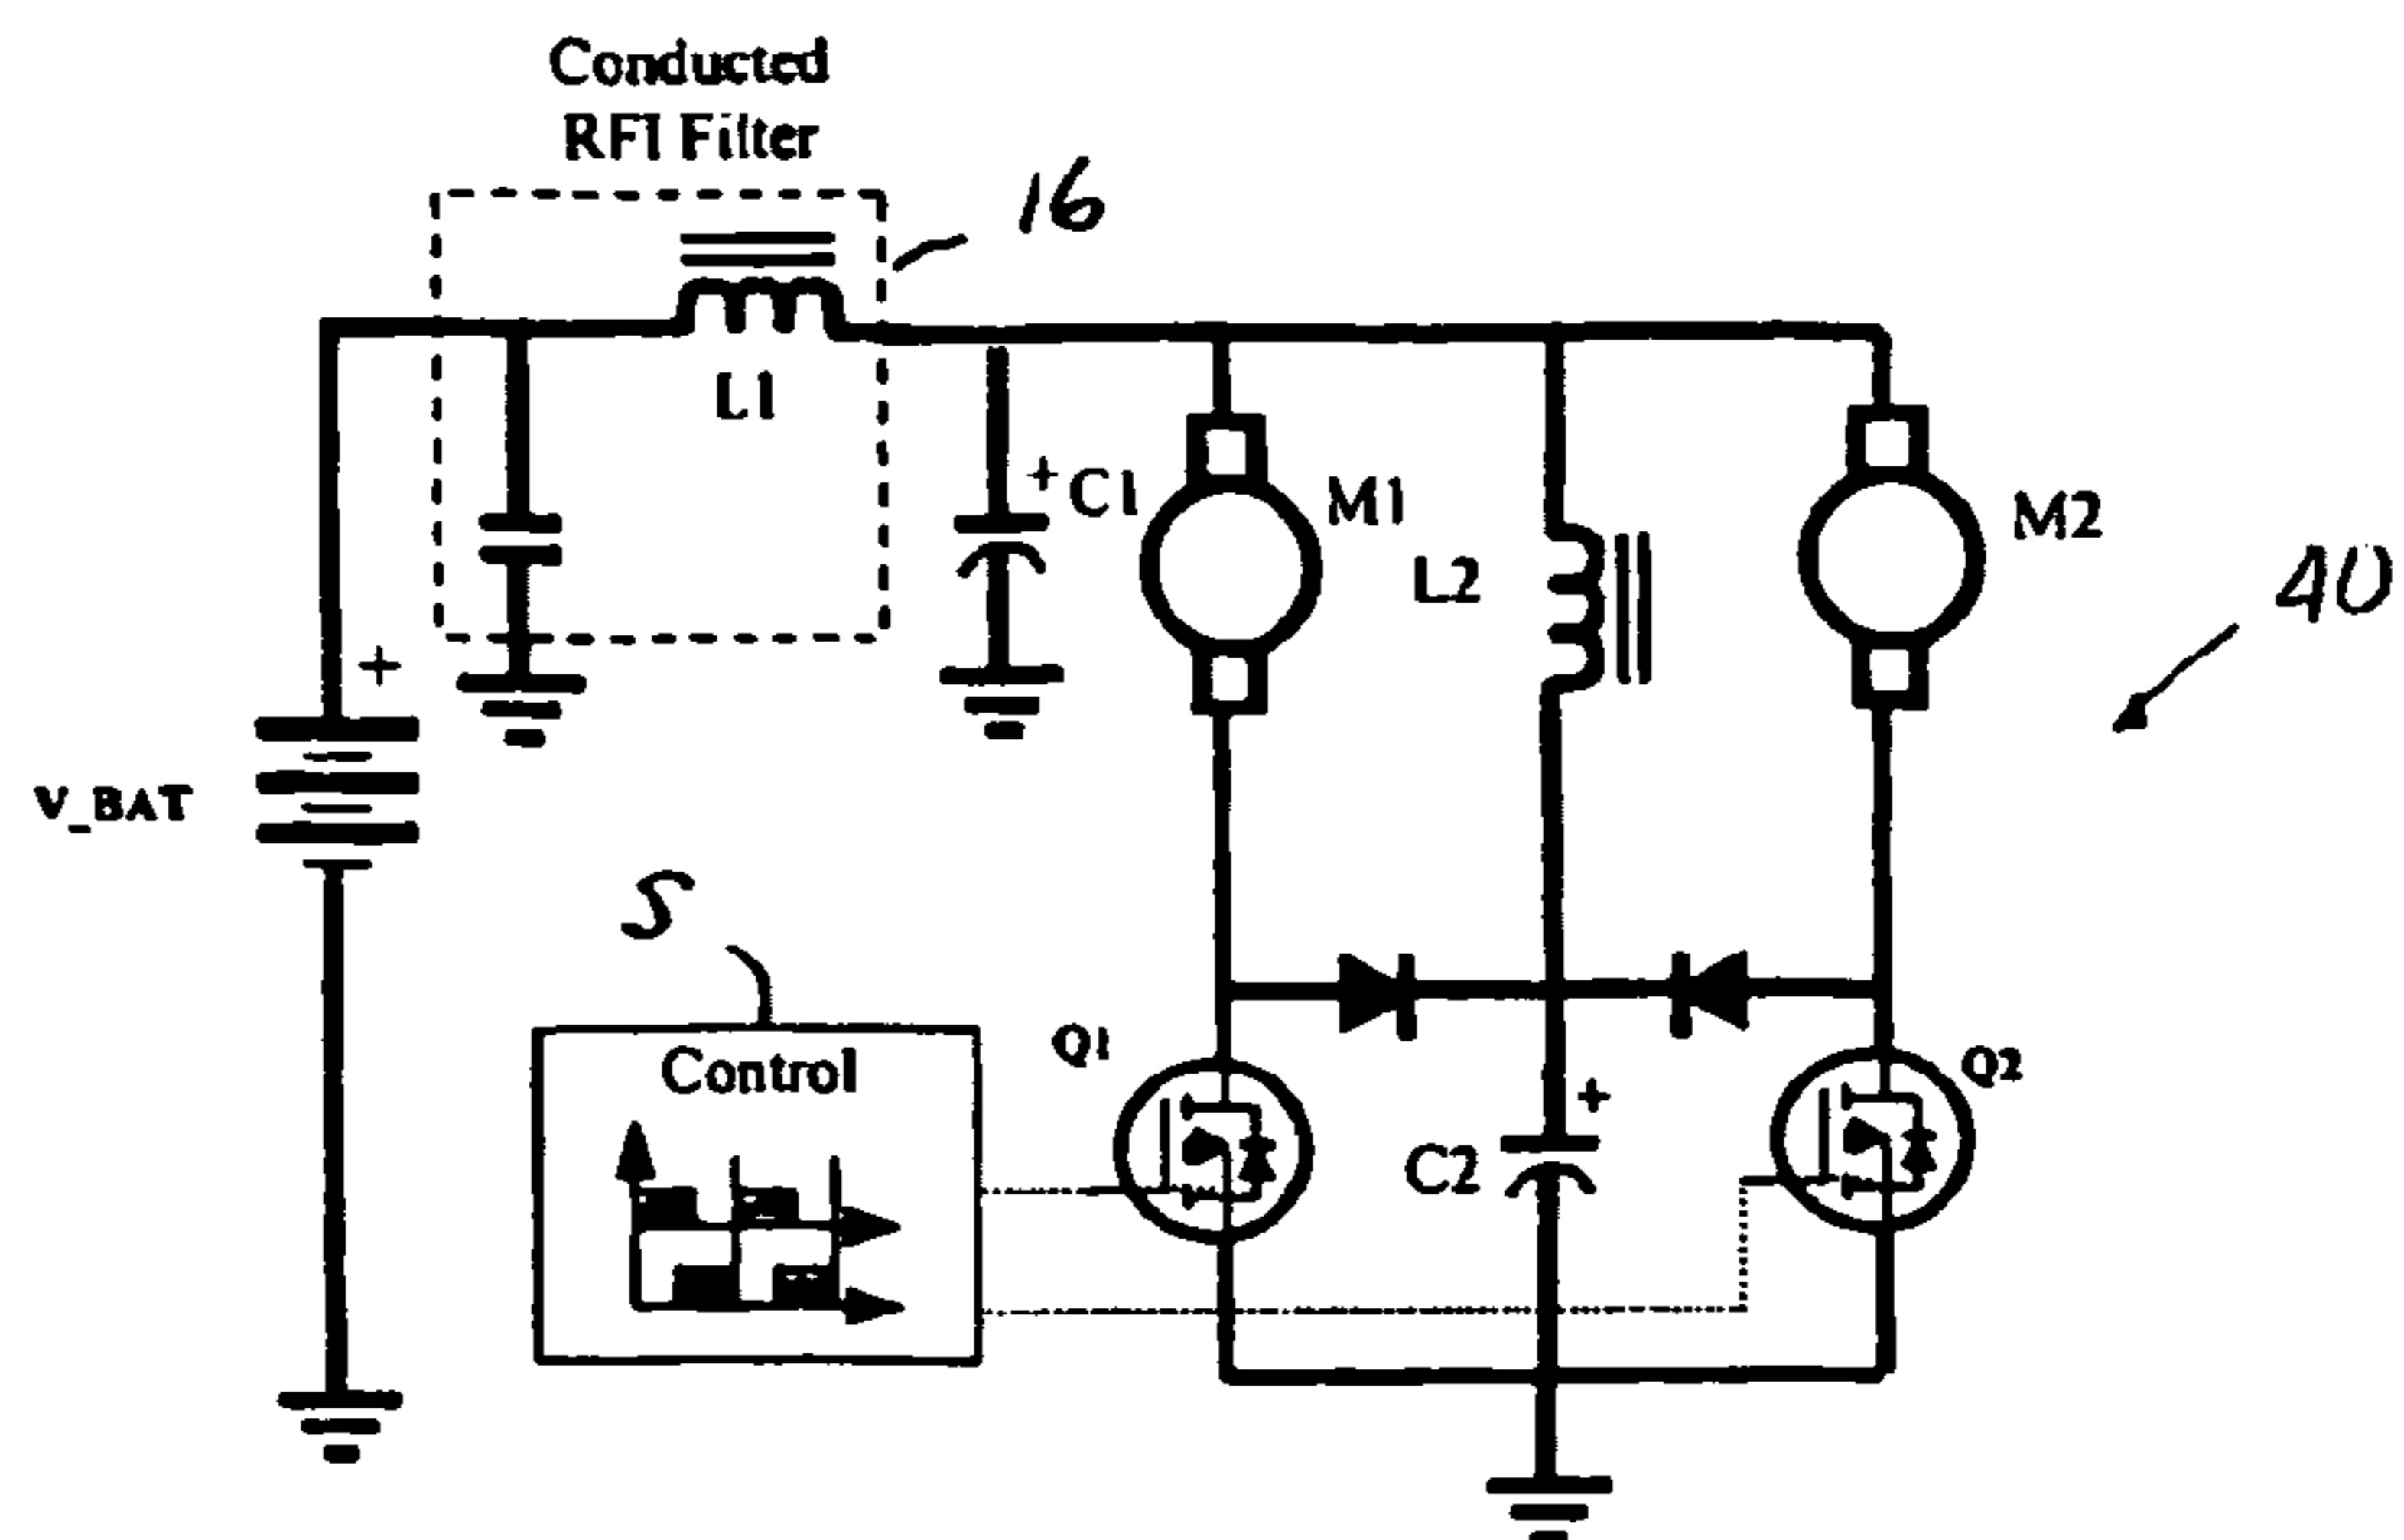 Conducted
RFI Filter
16
L1
+
C1
M1
L2
M2
40
+
V_BAT
S
Control
Q1
Q2
+
C2